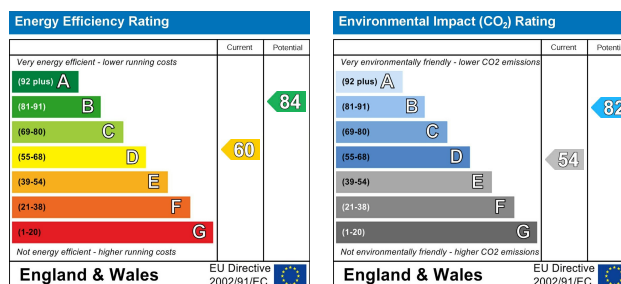 Energy Efficiency Rating
Current Potential
Very energy efficient - lower running costs
(92 plus) A
(81-91) B
(69-80) C
(55-68) D
(39-54) E
(21-38) F
(1-20) G
60
84
Not energy efficient - higher running costs
England & Wales
EU Directive
2002/91/EC
Environmental Impact (CO₂) Rating
Current Potential
Very environmentally friendly - lower CO2 emissions
(92 plus) A
(81-91) B
(69-80) C
(55-68) D
(39-54) E
(21-38) F
(1-20) G
54
82
Not environmentally friendly - higher CO2 emissions
England & Wales
EU Directive
2002/91/EC